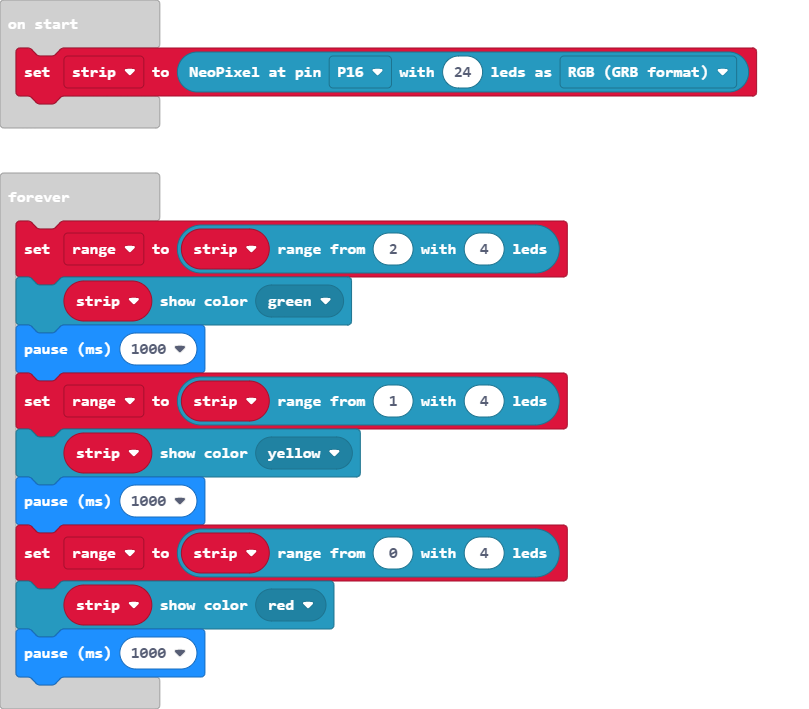 on start
set strip to NeoPixel at pin P16 with 24 leds as RGB (GRB format)
forever
set range to strip range from 2 with 4 leds
strip show color green
pause (ms) 1000
set range to strip range from 1 with 4 leds
strip show color yellow
pause (ms) 1000
set range to strip range from 0 with 4 leds
strip show color red
pause (ms) 1000